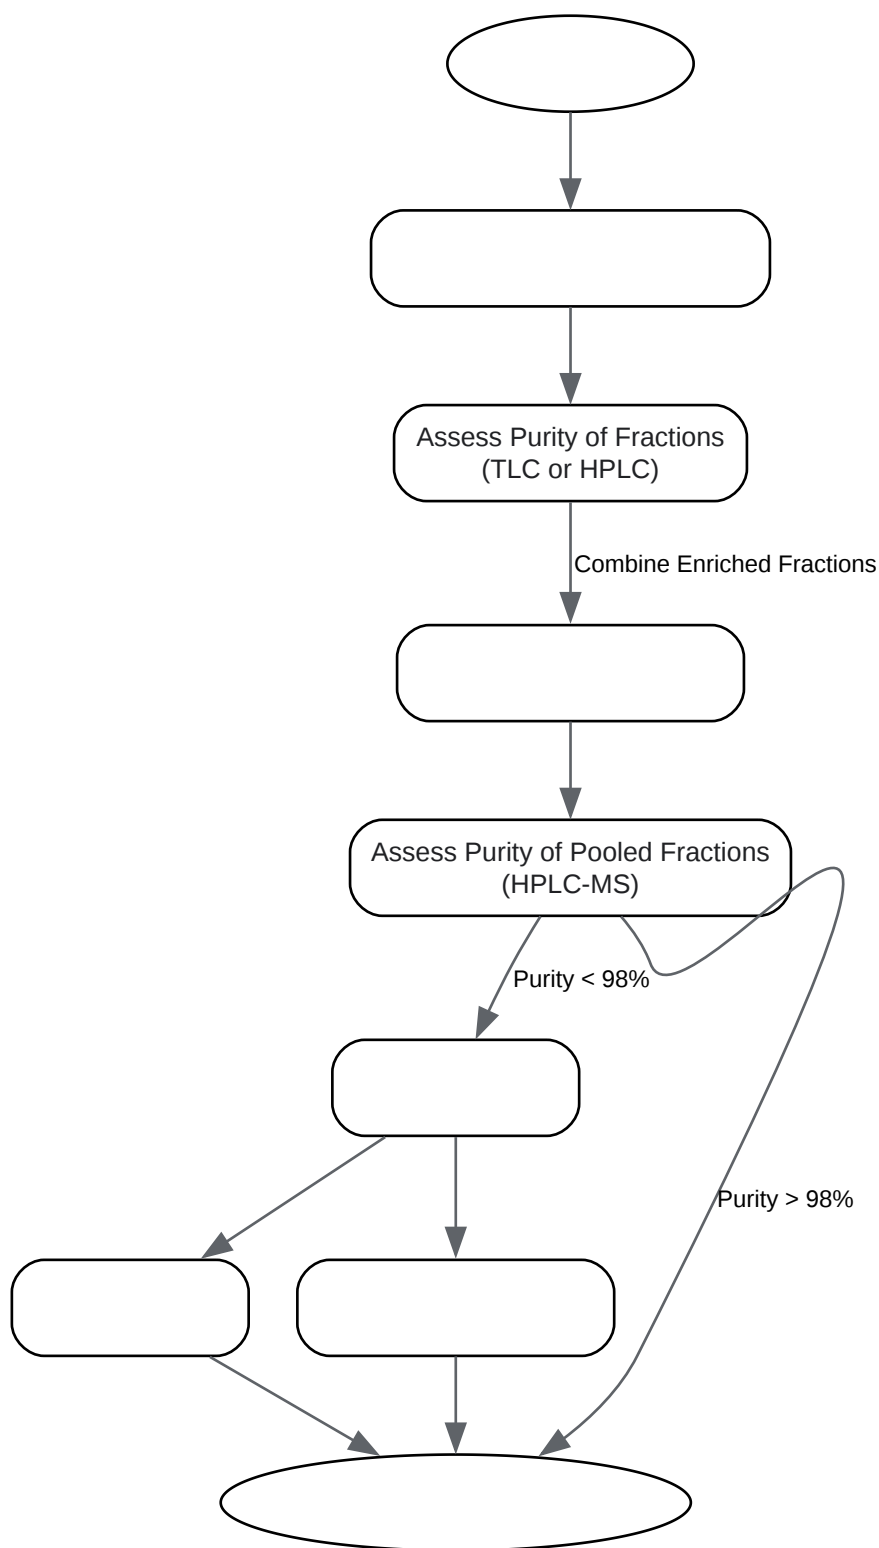 Assess Purity of Fractions
(TLC or HPLC)
Combine Enriched Fractions
Assess Purity of Pooled Fractions
(HPLC-MS)
Purity < 98%
Purity > 98%